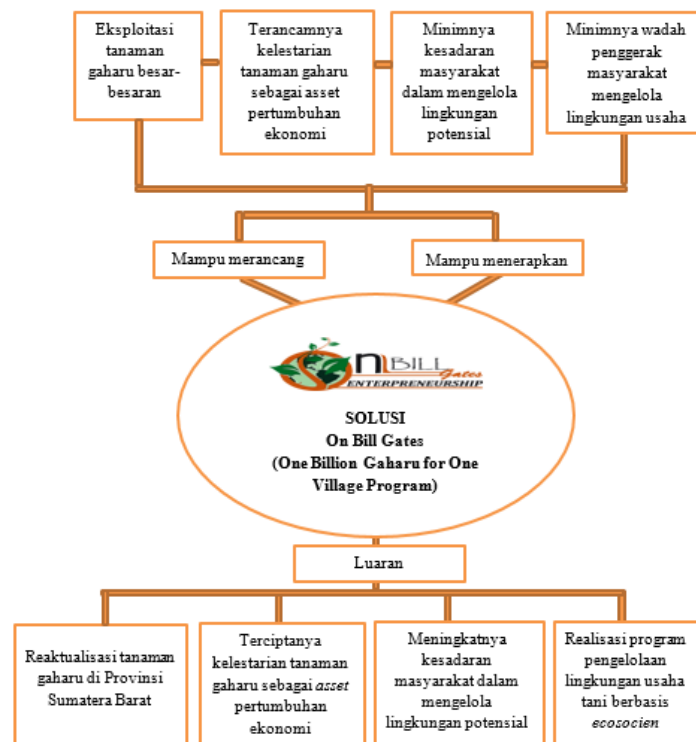 Eksploitasi
tanaman
gaharu besar-
besaran
Terancamnya
kelestarian
tanaman gaharu
sebagai asset
pertumbuhan
ekonomi
Minimnya
kesadaran
masyarakat
dalam mengelola
lingkungan
potensial
Minimnya wadah
penggerak
masyarakat
mengelola
lingkungan usaha
Mampu merancang
Mampu menerapkan
On BILL
Gates
ENTERPRENEURSHIP
SOLUSI
On Bill Gates
(One Billion Gaharu for One
Village Program)
Luaran
Reaktualisasi tanaman
gaharu di Provinsi
Sumatera Barat
Terciptanya
kelestarian tanaman
gaharu sebagai asset
pertumbuhan
ekonomi
Meningkatnya
kesadaran
masyarakat dalam
mengelola
lingkungan potensial
Realisasi program
pengelolaan
lingkungan usaha
tani berbasis
ecosocien